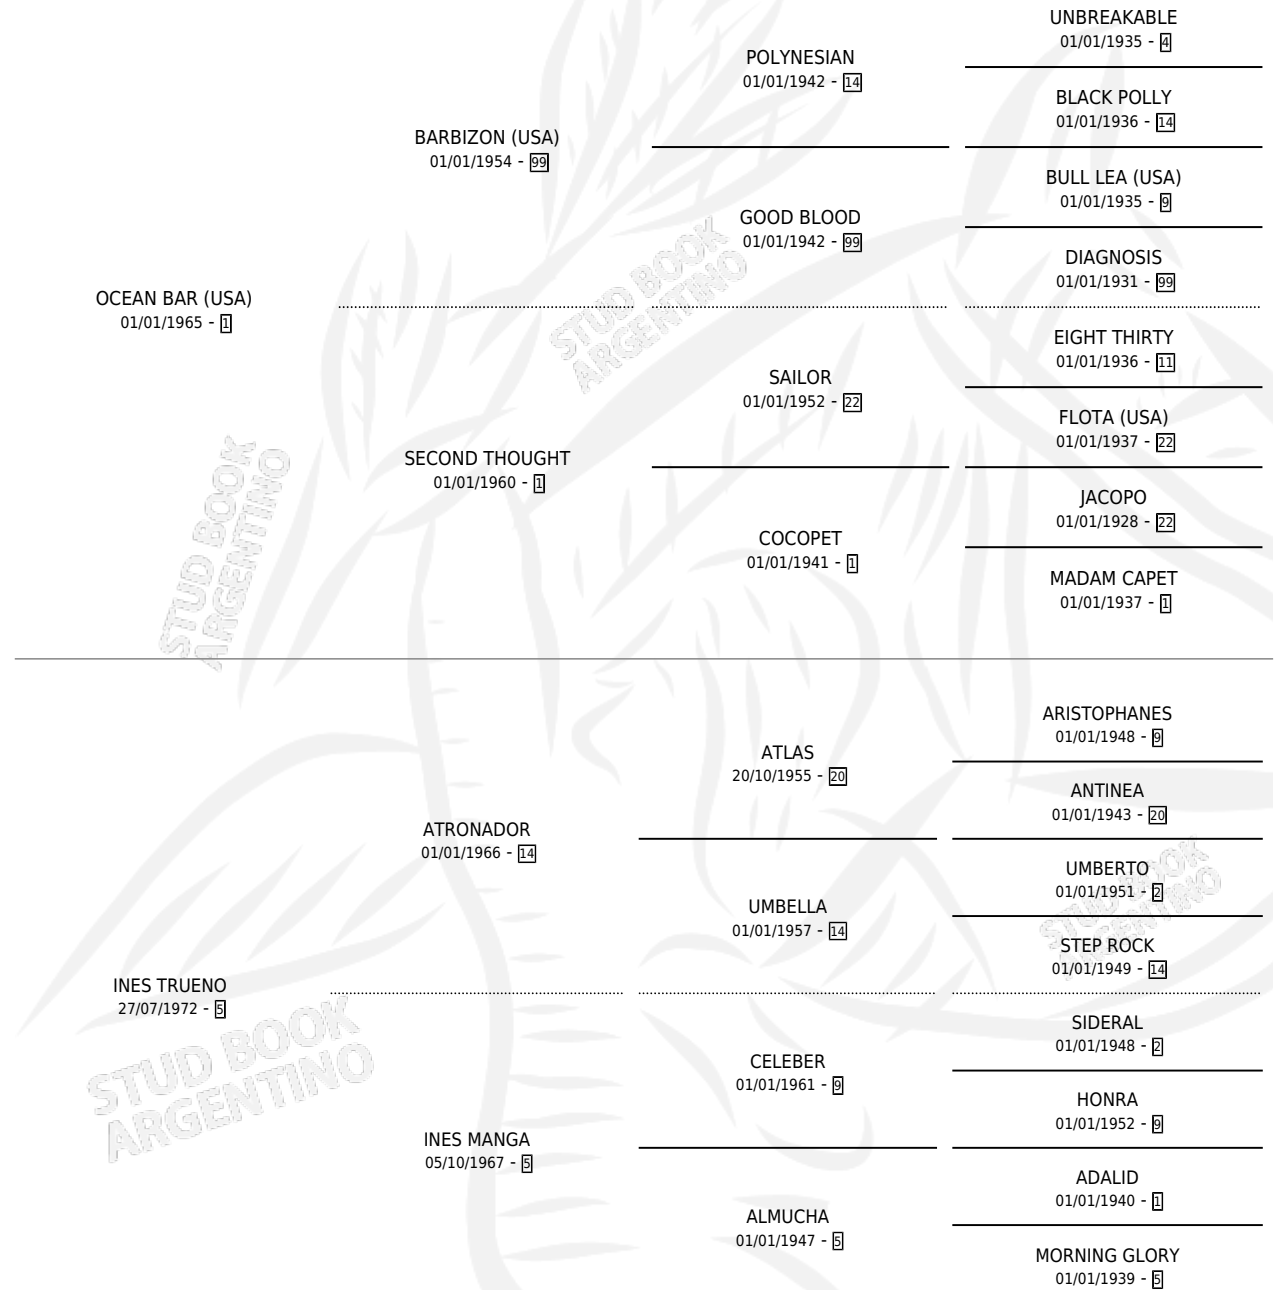 UNBREAKABLE
01/01/1935 - 4
POLYNESIAN
01/01/1942 - 14
BLACK POLLY
01/01/1936 - 14
BARBIZON (USA)
01/01/1954 - 99
BULL LEA (USA)
01/01/1935 - 9
GOOD BLOOD
01/01/1942 - 99
DIAGNOSIS
01/01/1931 - 99
OCEAN BAR (USA)
01/01/1965 - 1
EIGHT THIRTY
01/01/1936 - 11
SAILOR
01/01/1952 - 22
FLOTA (USA)
01/01/1937 - 22
SECOND THOUGHT
01/01/1960 - 1
JACOPO
01/01/1928 - 22
COCOPET
01/01/1941 - 1
MADAM CAPET
01/01/1937 - 1
ARISTOPHANES
01/01/1948 - 9
ATLAS
20/10/1955 - 20
ANTINEA
01/01/1943 - 20
ATRONADOR
01/01/1966 - 14
UMBERTO
01/01/1951 - 2
UMBELLA
01/01/1957 - 14
STEP ROCK
01/01/1949 - 14
INES TRUENO
27/07/1972 - 5
SIDERAL
01/01/1948 - 2
CELEBER
01/01/1961 - 9
HONRA
01/01/1952 - 9
INES MANGA
05/10/1967 - 5
ADALID
01/01/1940 - 1
ALMUCHA
01/01/1947 - 5
MORNING GLORY
01/01/1939 - 5
STUD BOOK
ARGENTINO
STUD BOOK
ARGENTINO
STUD BOOK
ARGENTINO
STUD BOOK
ARGENTINO